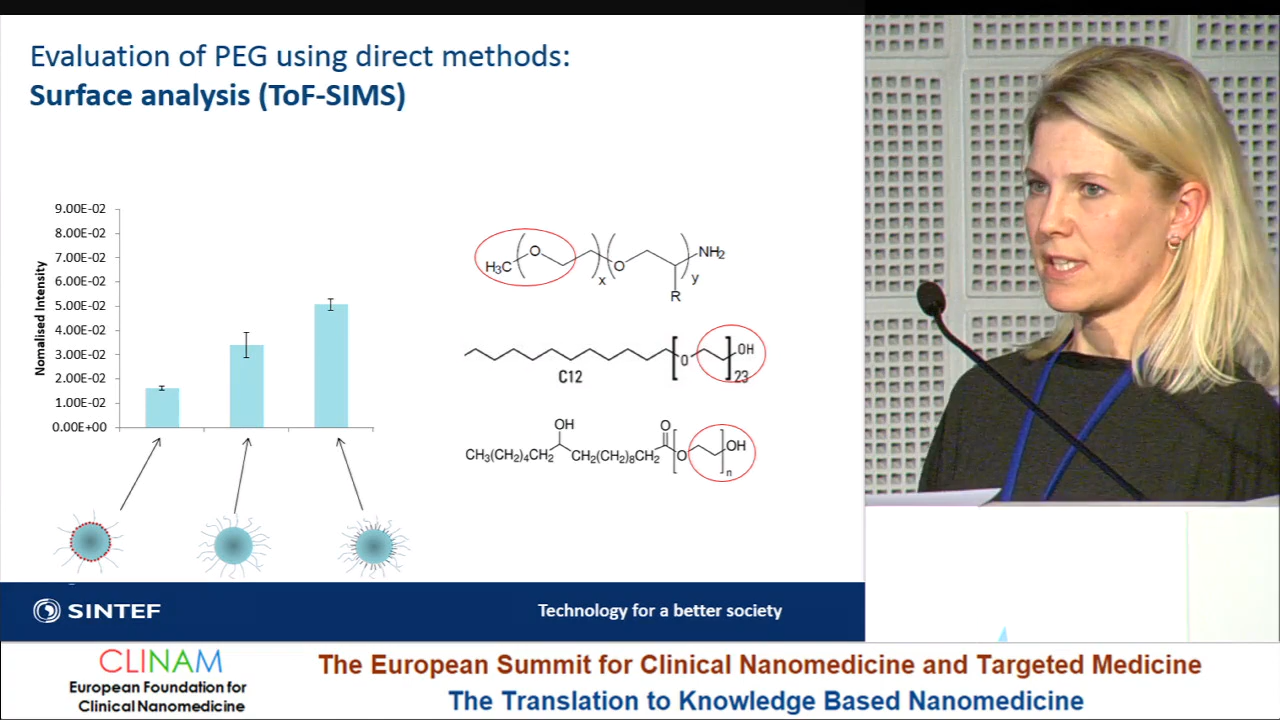 Evaluation of PEG using direct methods:
Surface analysis (ToF-SIMS)
Nomalised Intensity
9.00E-02
8.00E-02
7.00E-02
6.00E-02
5.00E-02
4.00E-02
3.00E-02
2.00E-02
1.00E-02
0.00E+00
H₃C
O
x
O
R
y
NH₂
C12
O
OH
23
OH
CH₃(CH₂)₄CH₂
CH₂(CH₂)₈CH₂
O
O
OH
n
SINTEF
Technology for a better society
CLINAM
European Foundation for
Clinical Nanomedicine
The European Summit for Clinical Nanomedicine and Targeted Medicine
The Translation to Knowledge Based Nanomedicine